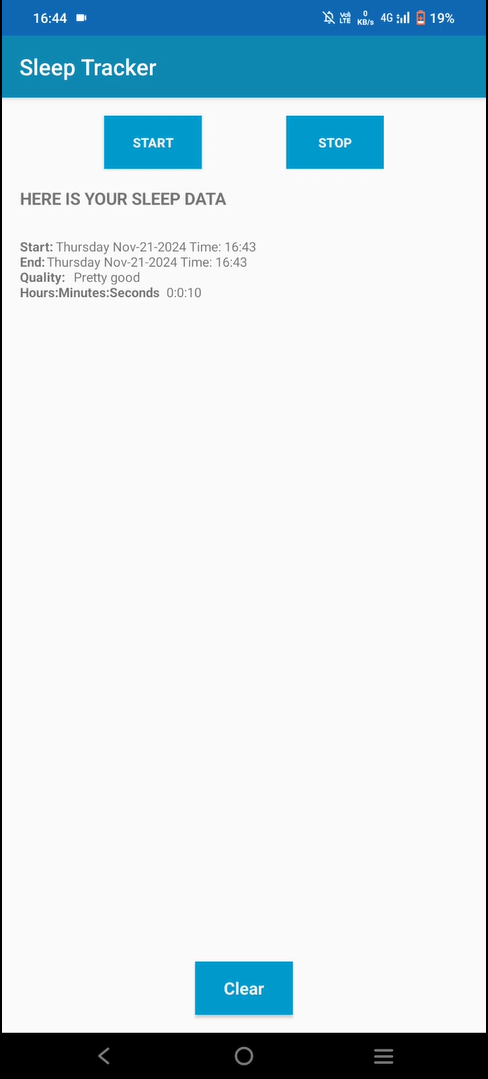 16:44 Vo) LTE 0 KB/s 4G 19%
Sleep Tracker
START STOP
HERE IS YOUR SLEEP DATA
Start: Thursday Nov-21-2024 Time: 16:43
End: Thursday Nov-21-2024 Time: 16:43
Quality: Pretty good
Hours:Minutes:Seconds 0:0:10
Clear